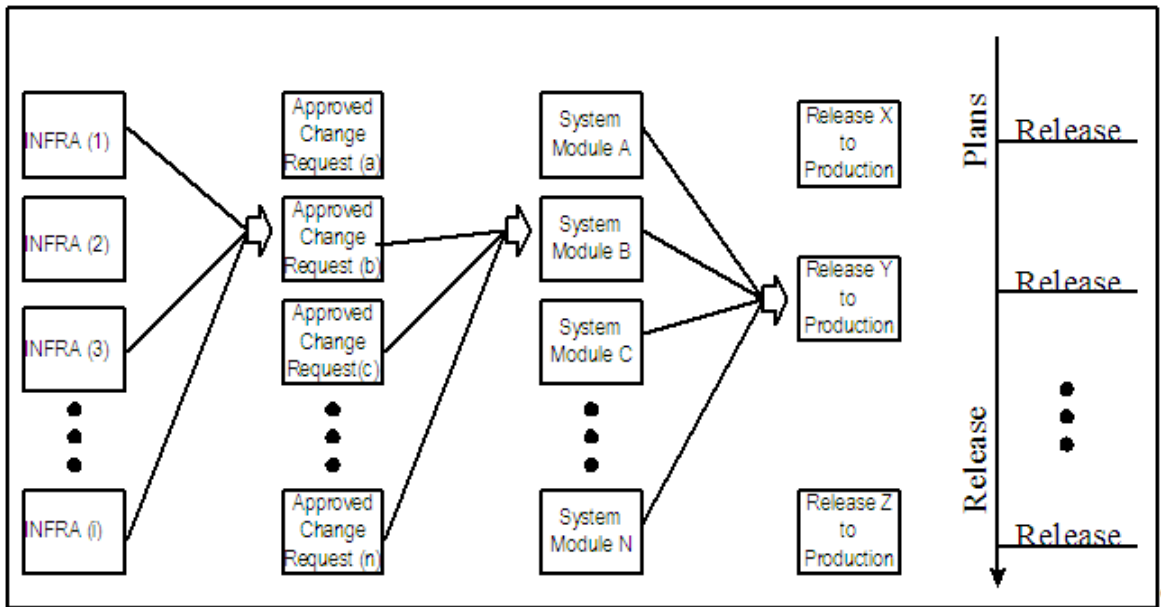 INFRA (1)
INFRA (2)
INFRA (3)
INFRA (i)
Approved
Change
Request (a)
Approved
Change
Request (b)
Approved
Change
Request(c)
Approved
Change
Request (n)
System
Module A
System
Module B
System
Module C
System
Module N
Release X
to
Production
Release Y
to
Production
Release Z
to
Production
Release
Plans
Release
Release
Release